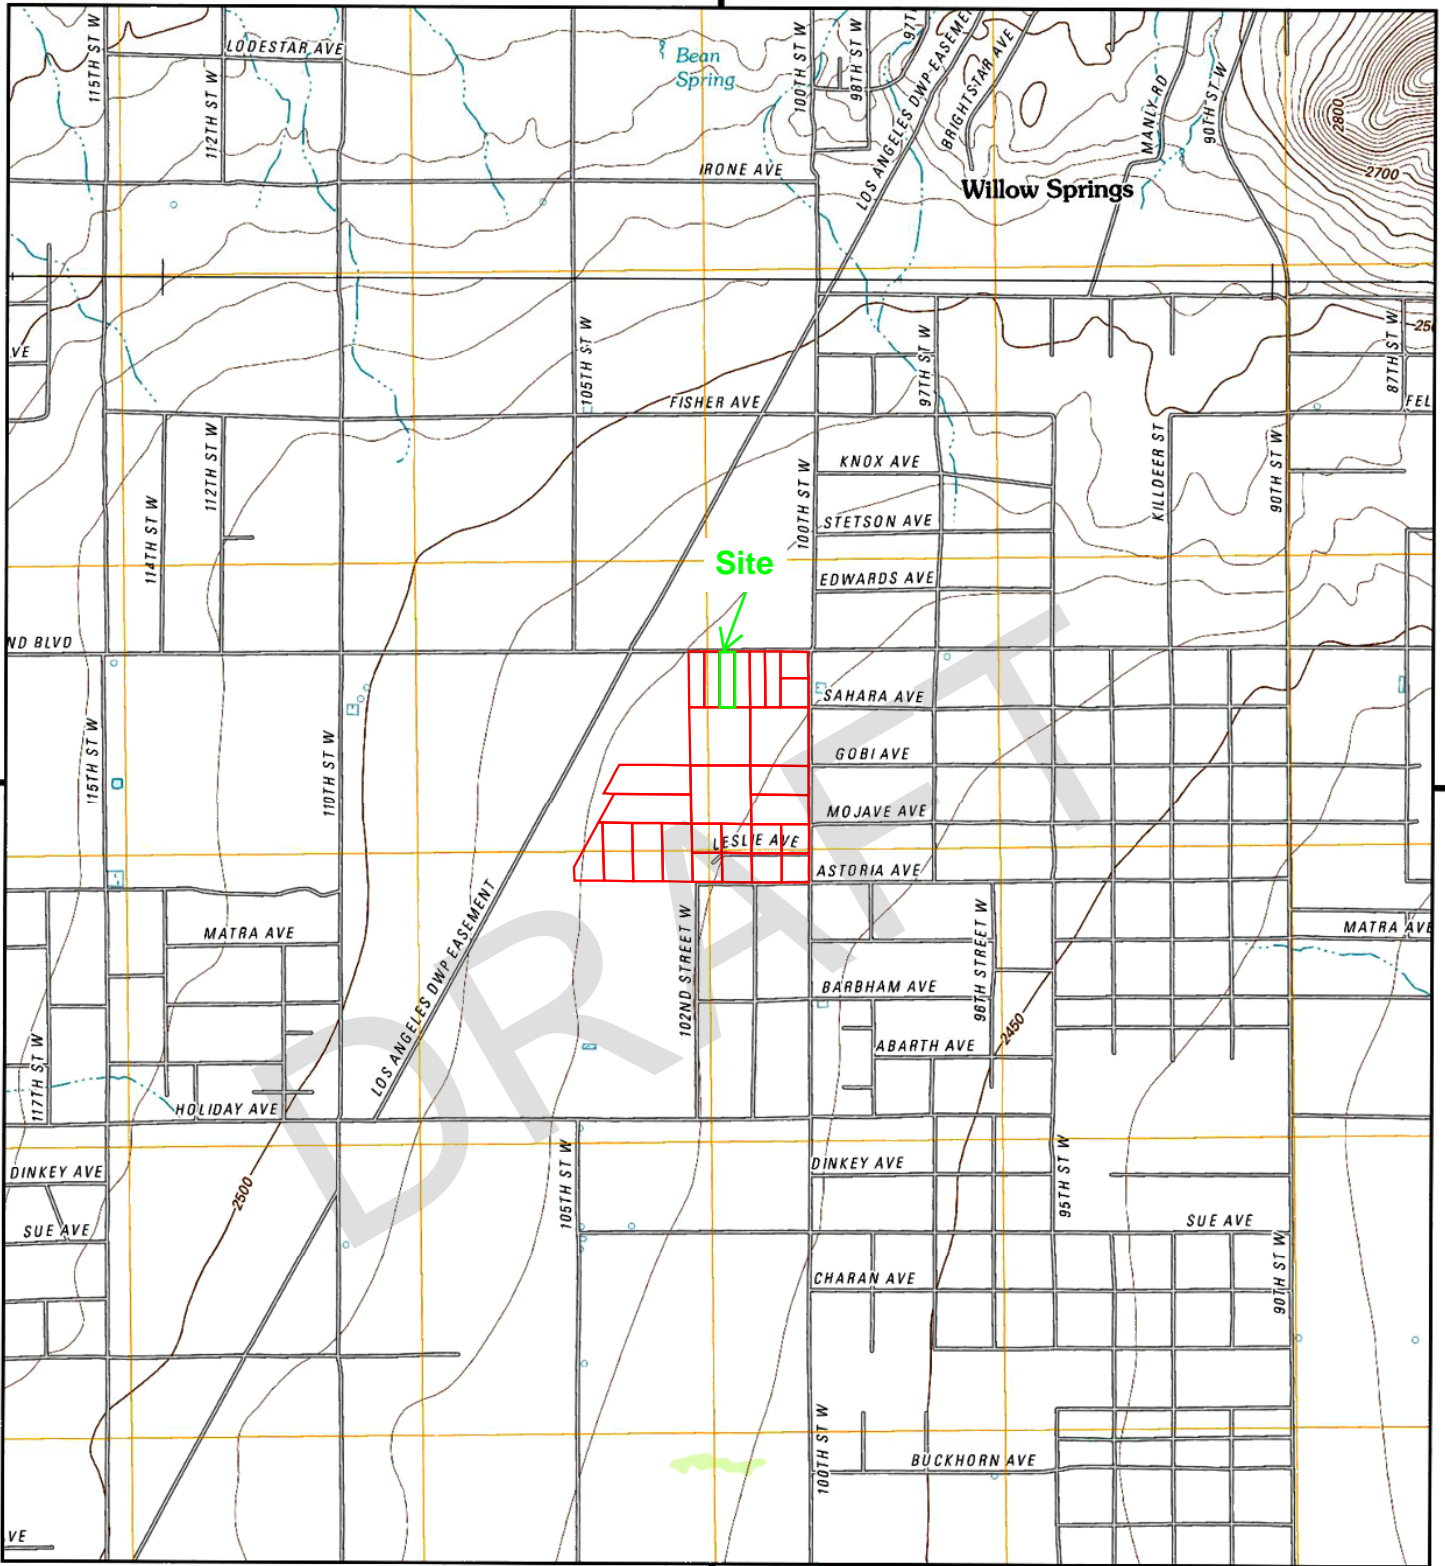 115TH ST W
LODESTAR AVE
112TH ST W
Bean
Spring
100TH ST W
98TH ST W
97TH
LOS ANGELES DWP EASEMENT
BRIGHTSTAR AVE
MANLY RD
90TH ST W
2800
2700
IRONE AVE
Willow Springs
VE
105TH ST W
97TH ST W
87TH ST W
250
FISHER AVE
FEL
112TH ST W
114TH ST W
100TH ST W
KNOX AVE
KILLDEER ST
90TH ST W
STETSON AVE
Site
EDWARDS AVE
ND BLVD
SAHARA AVE
115TH ST W
110TH ST W
GOBI AVE
MOJAVE AVE
LESLIE AVE
ASTORIA AVE
LOS ANGELES DWP EASEMENT
MATRA AVE
102ND STREET W
96TH STREET W
MATRA AVE
BARBHAM AVE
2450
ABARTH AVE
117TH ST W
HOLIDAY AVE
DRAFT
DINKEY AVE
105TH ST W
DINKEY AVE
95TH ST W
2500
SUE AVE
SUE AVE
CHARAN AVE
90TH ST W
100TH ST W
BUCKHORN AVE
VE